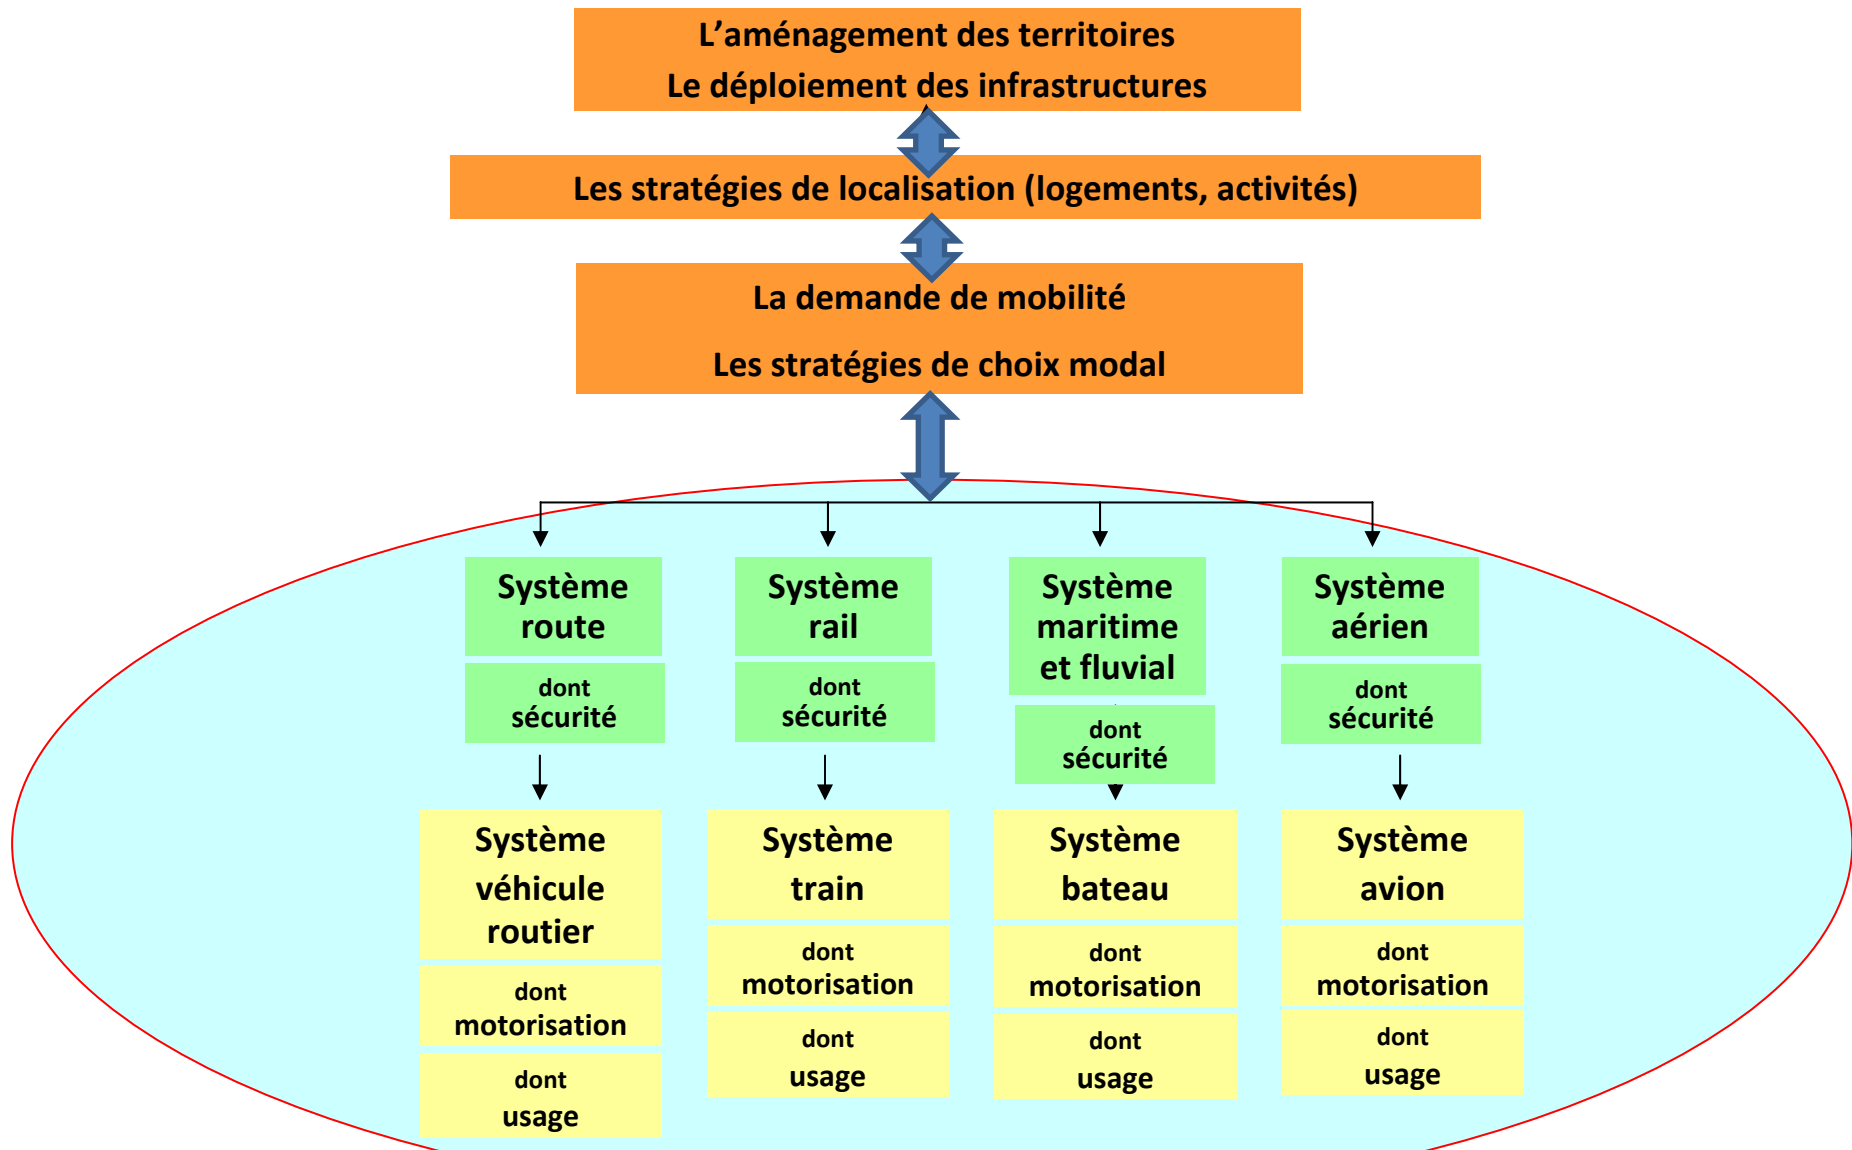 L’aménagement des territoires
Le déploiement des infrastructures
Les stratégies de localisation (logements, activités)
La demande de mobilité
Les stratégies de choix modal
Système
route
dont
sécurité
Système
rail
dont
sécurité
Système
maritime
et fluvial
dont
sécurité
Système
aérien
dont
sécurité
Système
véhicule
routier
dont
motorisation
dont
usage
Système
train
dont
motorisation
dont
usage
Système
bateau
dont
motorisation
dont
usage
Système
avion
dont
motorisation
dont
usage